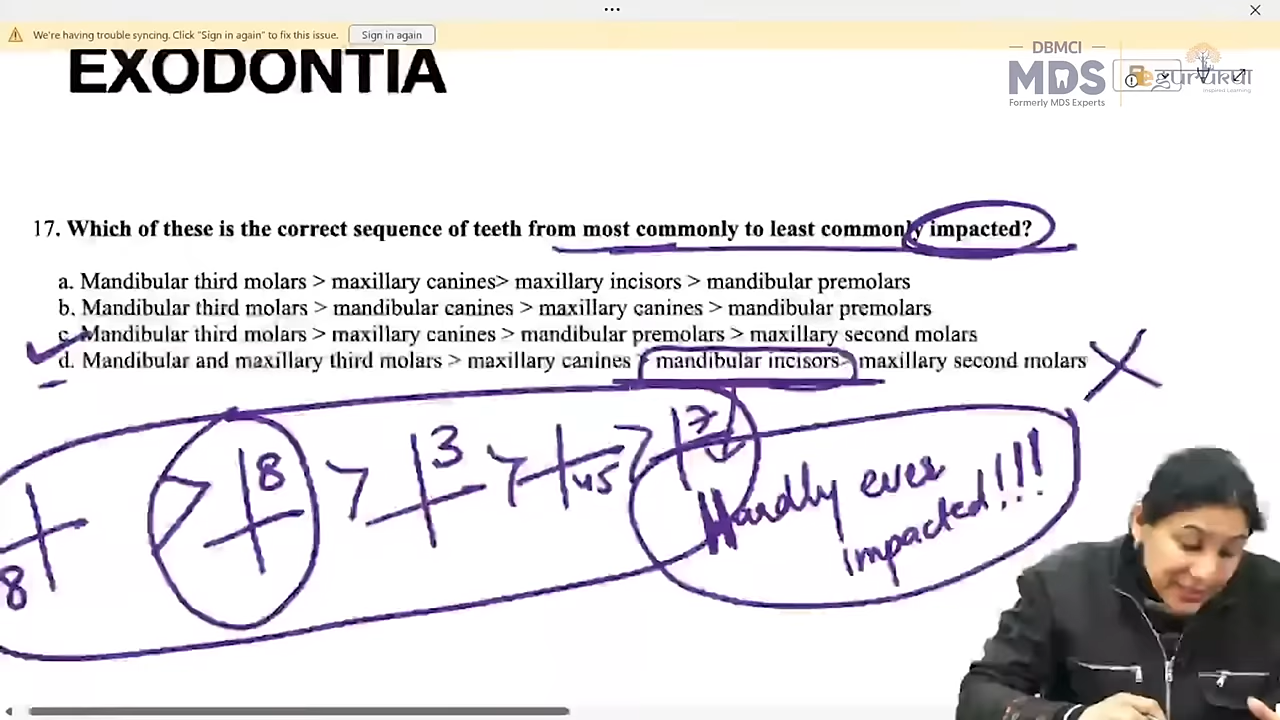 ...
We're having trouble syncing. Click "Sign in again" to fix this issue. Sign in again
EXODONTIA
DBMCI
MDS
Formerly MDS Experts
egurukul
Inspired Learning
17. Which of these is the correct sequence of teeth from most commonly to least commonly impacted?
a. Mandibular third molars > maxillary canines> maxillary incisors > mandibular premolars
b. Mandibular third molars > mandibular canines > maxillary canines > mandibular premolars
c. Mandibular third molars > maxillary canines > mandibular premolars > maxillary second molars
d. Mandibular and maxillary third molars > maxillary canines > mandibular incisors> maxillary second molars
8 > 8 > 3 > 45 > 7
Hardly ever
impacted!!!